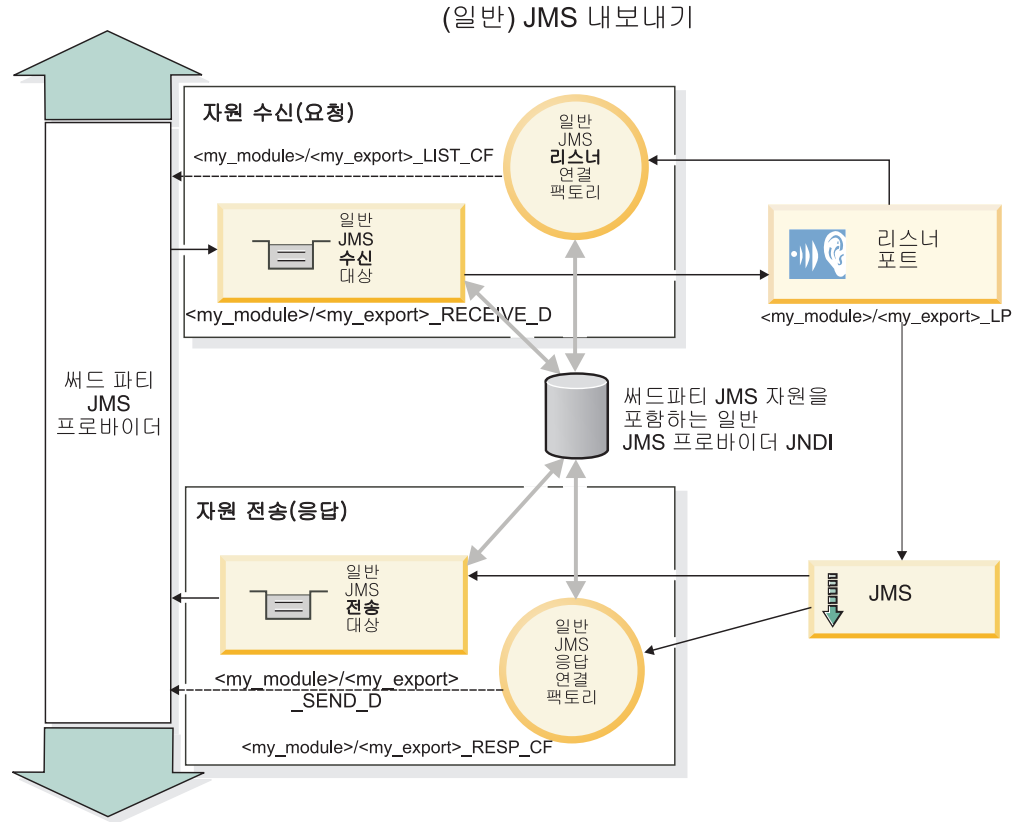 (일반) JMS 내보내기
자원 수신(요청)
<my_module>/<my_export>_LIST_CF
일반
JMS
리스너
연결
팩토리
일반
JMS
수신
대상
<my_module>/<my_export>_RECEIVE_D
리스너
포트
<my_module>/<my_export>_LP
써드 파티
JMS
프로바이더
써드파티 JMS 자원을
포함하는 일반
JMS 프로바이더 JNDI
자원 전송(응답)
일반
JMS
전송
대상
<my_module>/<my_export>
_SEND_D
일반
JMS
응답
연결
팩토리
<my_module>/<my_export>_RESP_CF
JMS